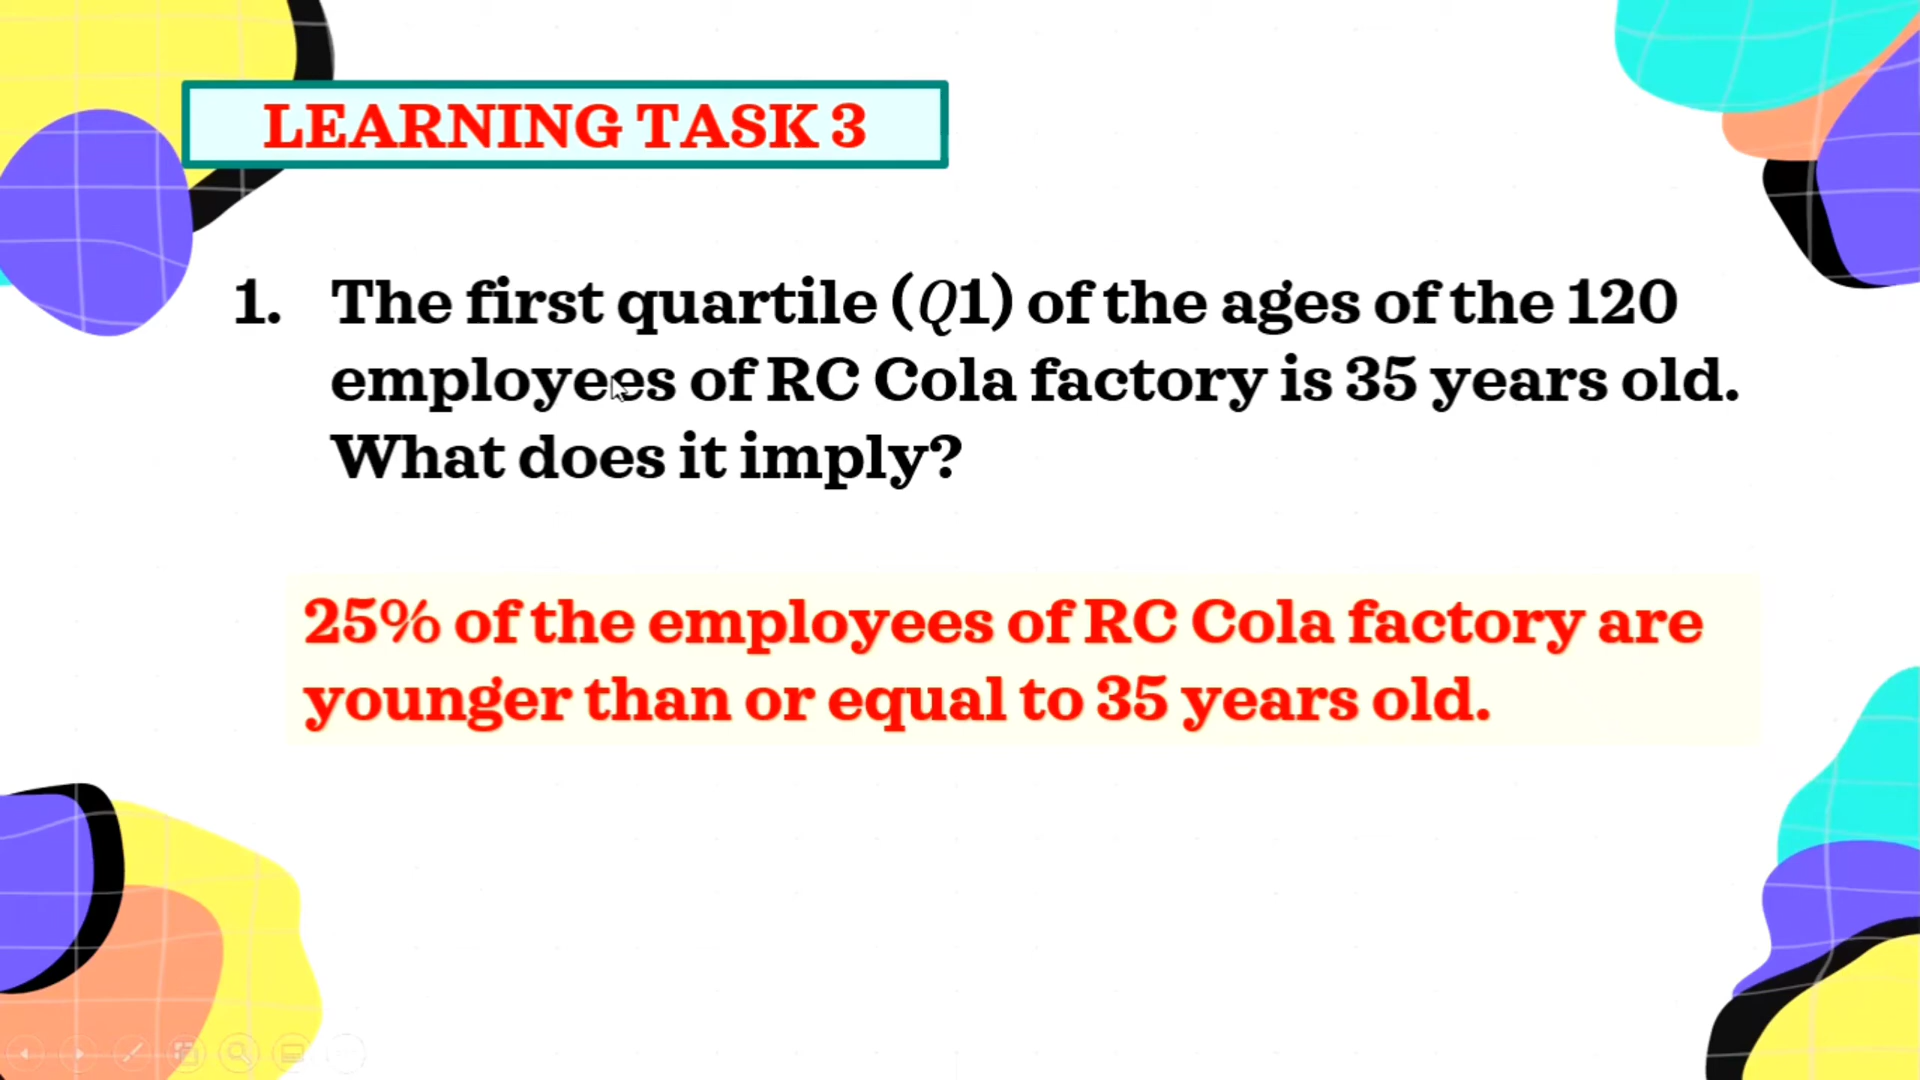 LEARNING TASK 3
1. The first quartile (Q1) of the ages of the 120
employees of RC Cola factory is 35 years old.
What does it imply?
25% of the employees of RC Cola factory are
younger than or equal to 35 years old.